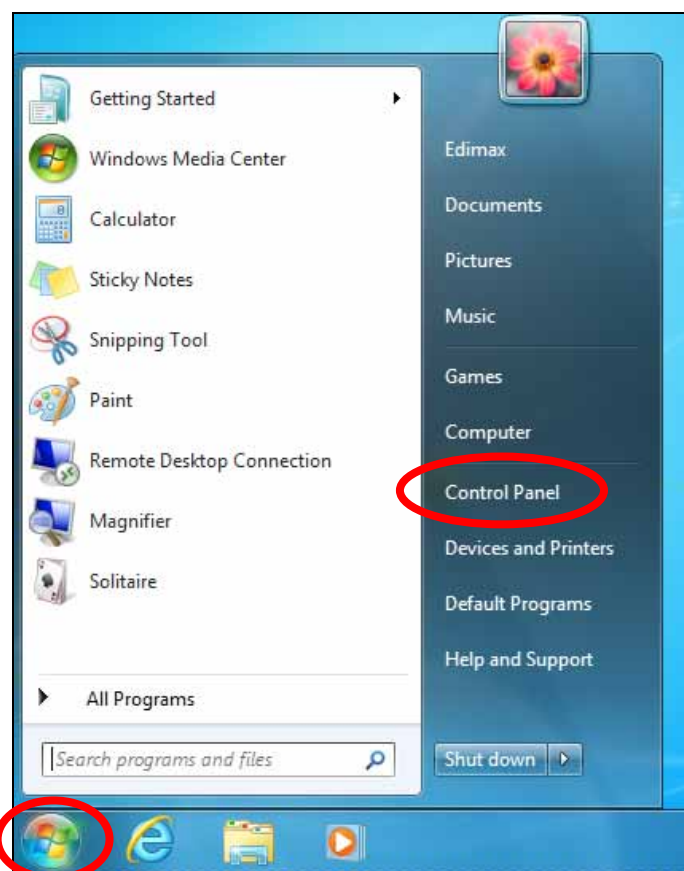 Getting Started
Windows Media Center
Calculator
Sticky Notes
Snipping Tool
Paint
Remote Desktop Connection
Magnifier
Solitaire
All Programs
Search programs and files
Edimax
Documents
Pictures
Music
Games
Computer
Control Panel
Devices and Printers
Default Programs
Help and Support
Shut down